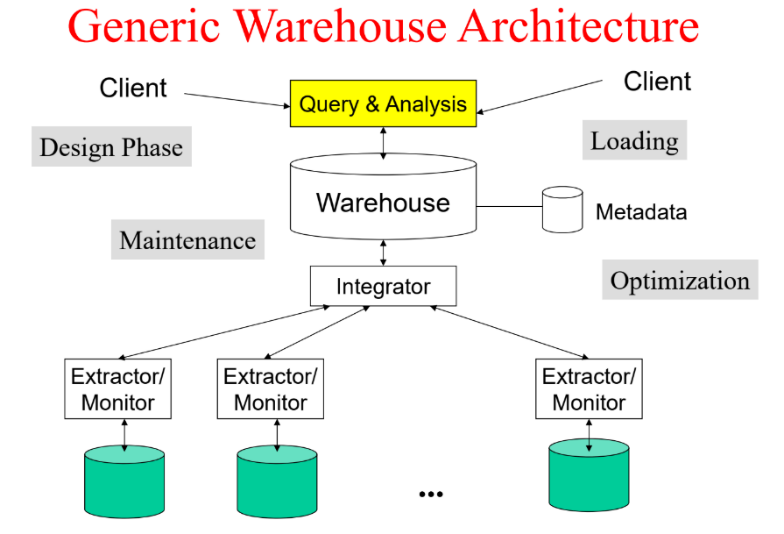 Generic Warehouse Architecture
Client
Client
Query & Analysis
Design Phase
Loading
Warehouse
Metadata
Maintenance
Integrator
Optimization
Extractor/
Monitor
Extractor/
Monitor
Extractor/
Monitor
...